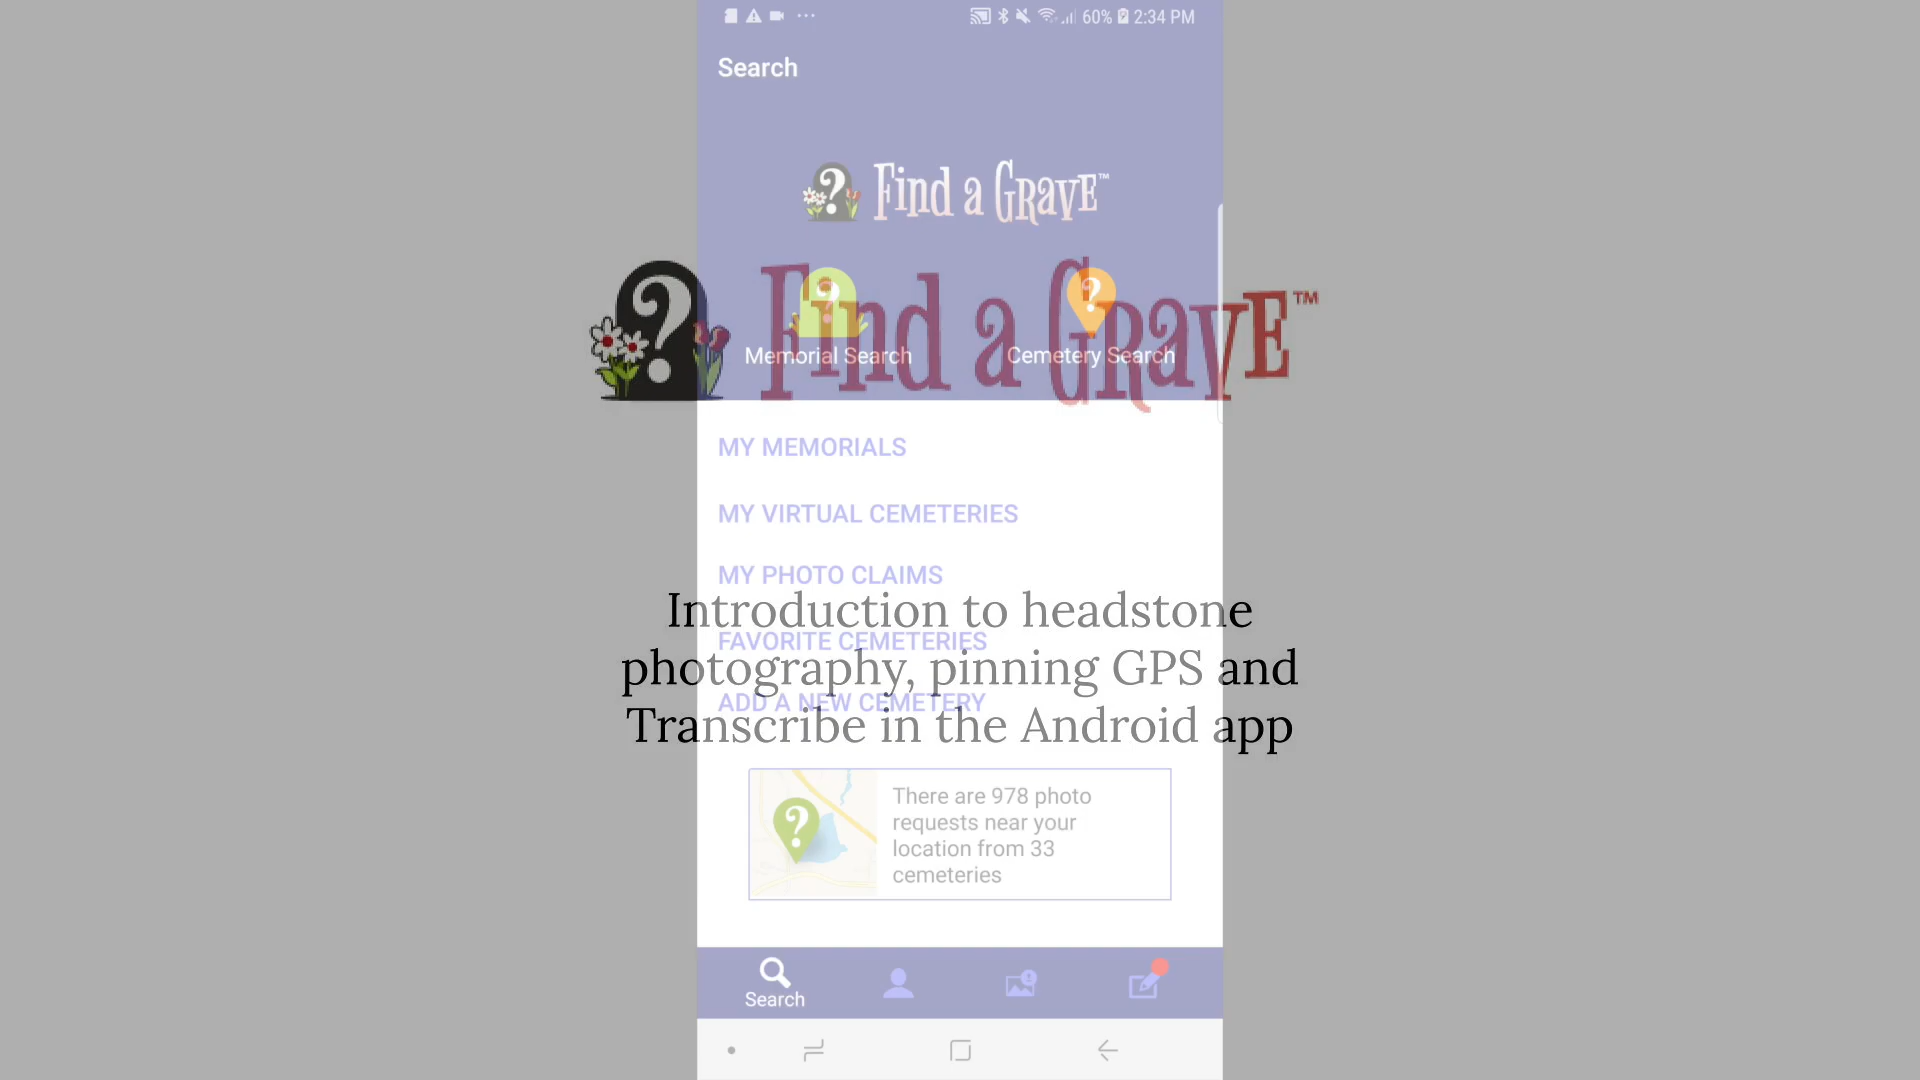 60% 2:34 PM
Search
Find a Grave™
Find a Grave™
Memorial Search
Cemetery Search
MY MEMORIALS
MY VIRTUAL CEMETERIES
MY PHOTO CLAIMS
Introduction to headstone
FAVORITE CEMETERIES
photography, pinning GPS and
ADD A NEW CEMETERY
Transcribe in the Android app
There are 978 photo
requests near your
location from 33
cemeteries
Search